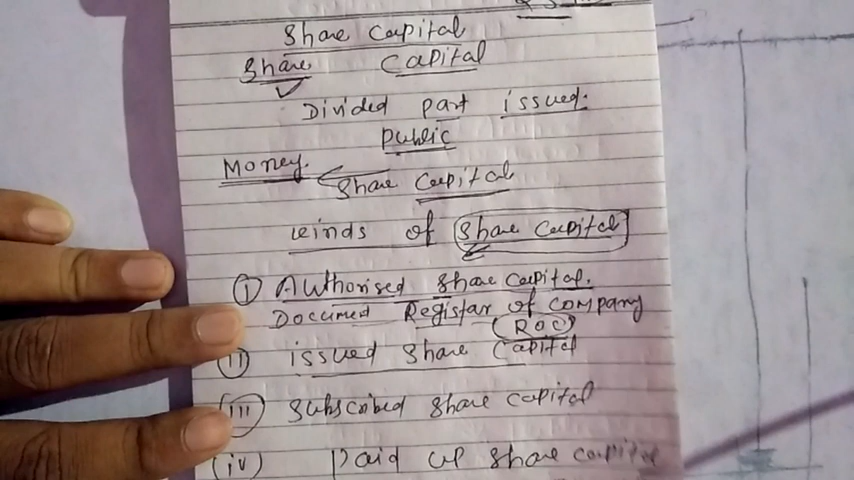 Share Capital
Share Capital
Divided part issued.
Public
Money.
Share Capital
kinds of Share Capital
(i) Authorised Share Capital.
Document Registar of company
(ROC)
(ii) issued Share Capital
(iii) Subscribed Share Capital
(iv) Paid up Share Capital